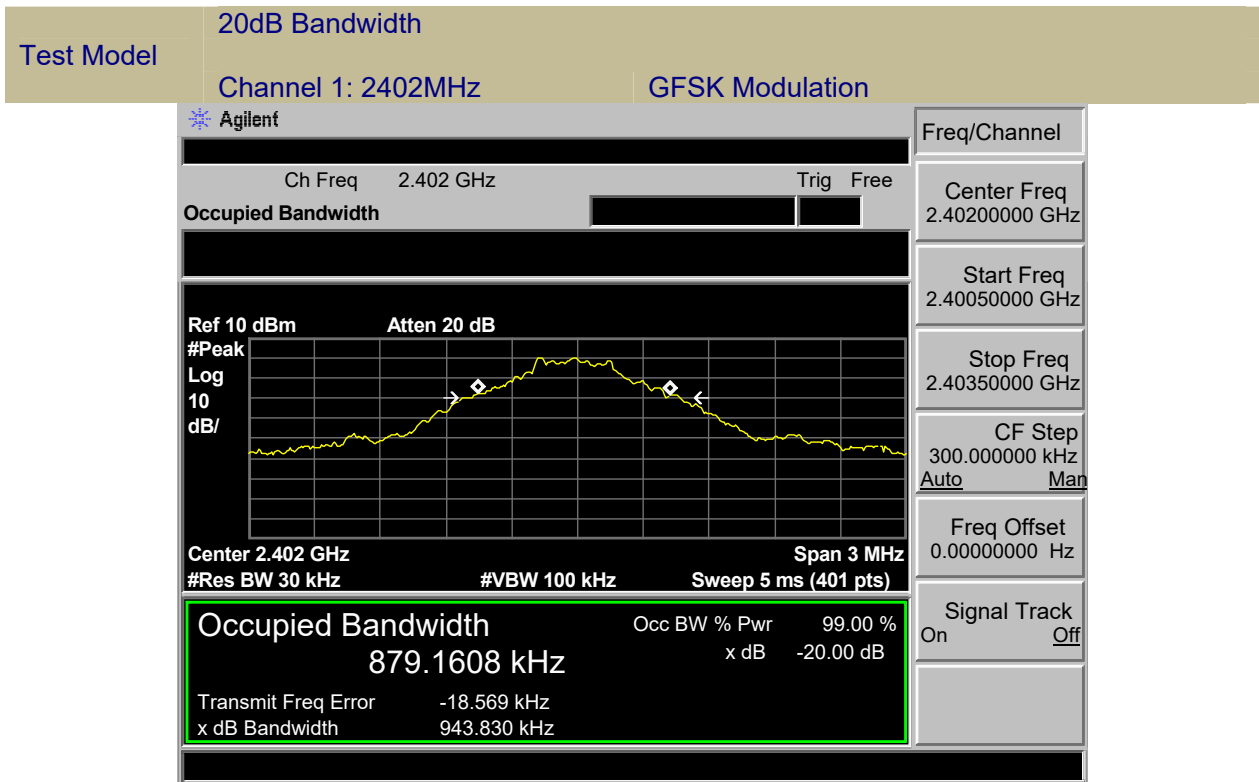 20dB Bandwidth
Test Model
Channel 1: 2402MHz GFSK Modulation
Agilent
Freq/Channel
Ch Freq 2.402 GHz Trig Free
Occupied Bandwidth
Center Freq
2.40200000 GHz
Start Freq
2.40050000 GHz
Stop Freq
2.40350000 GHz
CF Step
300.000000 kHz
Auto Man
Freq Offset
0.00000000 Hz
Signal Track
On Off
Ref 10 dBm Atten 20 dB
#Peak
Log
10
dB/
Center 2.402 GHz Span 3 MHz
#Res BW 30 kHz #VBW 100 kHz Sweep 5 ms (401 pts)
Occupied Bandwidth Occ BW % Pwr 99.00 %
879.1608 kHz x dB -20.00 dB
Transmit Freq Error -18.569 kHz
x dB Bandwidth 943.830 kHz